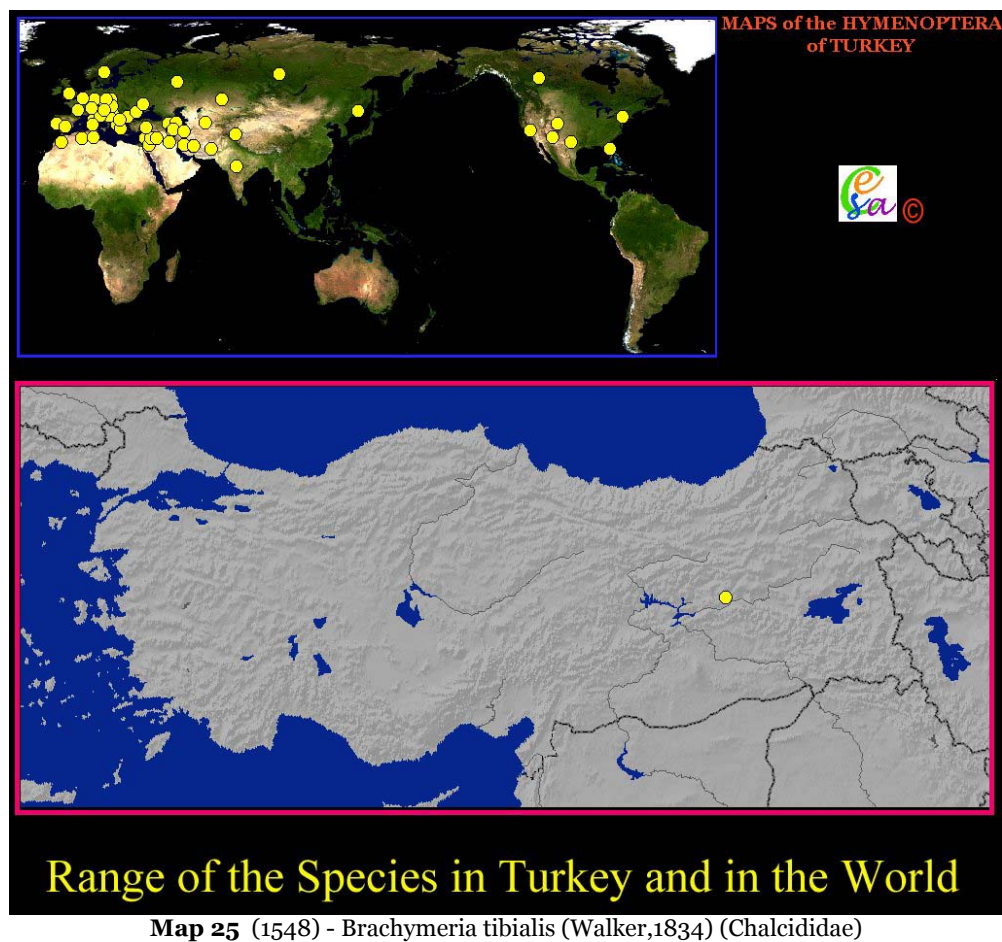 MAPS of the HYMENOPTERA
of TURKEY
Cesa ©
Range of the Species in Turkey and in the World
Map 25 (1548) - Brachymeria tibialis (Walker,1834) (Chalcididae)